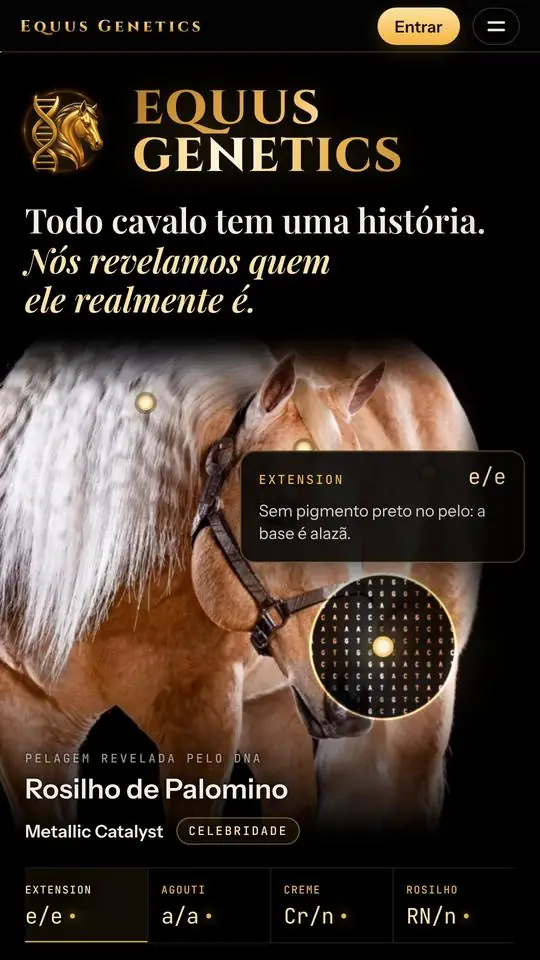 EQUUS GENETICS
Entrar
EQUUS
GENETICS
Todo cavalo tem uma história.
Nós revelamos quem
ele realmente é.
EXTENSION
e/e
Sem pigmento preto no pelo: a
base é alazã.
PELAGEM REVELADA PELO DNA
Rosilho de Palomino
Metallic Catalyst
CELEBRIDADE
EXTENSION
AGOUTI
CREME
ROSILHO
e/e
a/a
Cr/n
RN/n